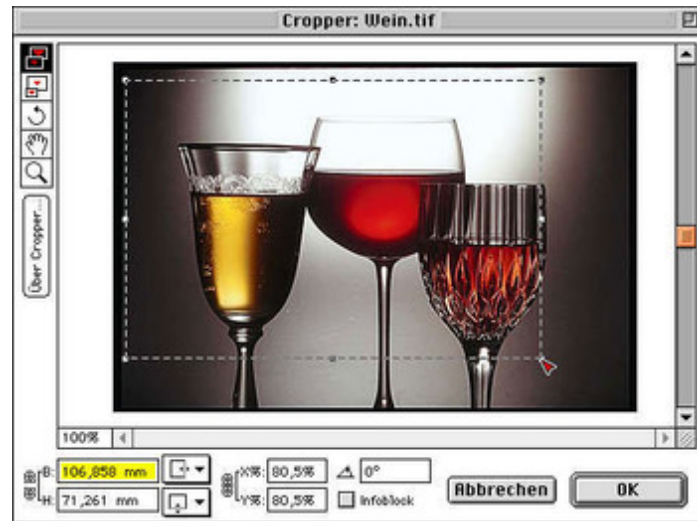 Cropper: Wein.tif
Über Cropper...
100%
B: 106,858 mm
X%: 80,5%
0°
H: 71,261 mm
Y%: 80,5%
Infoblock
Abbrechen
OK